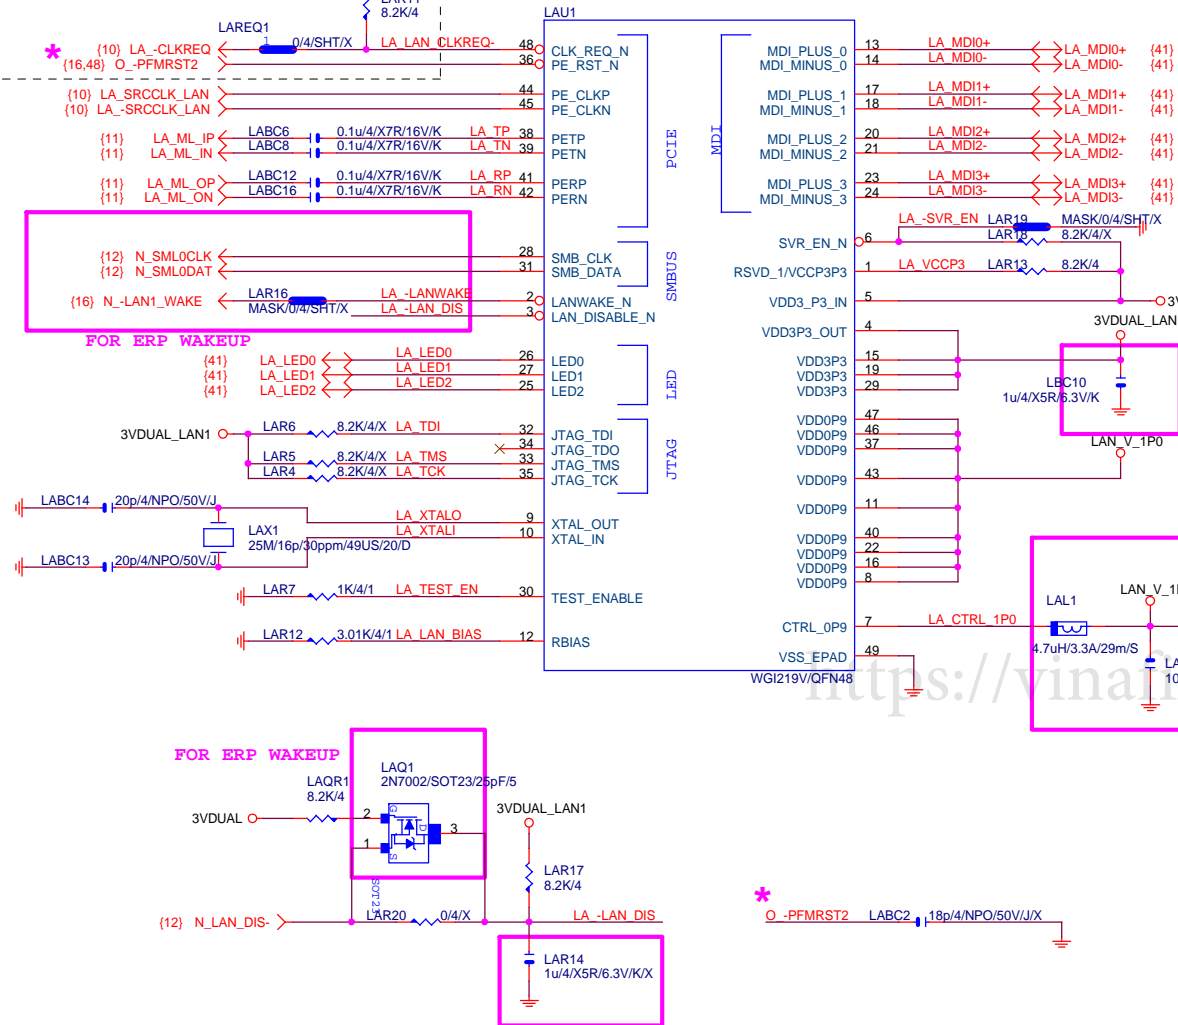 8.2K/4
LAU1
LAREQ1
1
0/4/SHT/X
LA_LAN_CLKREQ-
*
{10} LA_-CLKREQ
48
CLK_REQ_N
{16,48} O_-PFMRST2
36
PE_RST_N
{10} LA_SRCCLK_LAN
44
PE_CLKP
{10} LA_-SRCCLK_LAN
45
PE_CLKN
{11} LA_ML_IP
LABC6 0.1u/4/X7R/16V/K LA_TP 38
PETP
{11} LA_ML_IN
LABC8 0.1u/4/X7R/16V/K LA_TN 39
PETN
{11} LA_ML_OP
LABC12 0.1u/4/X7R/16V/K LA_RP 41
PERP
{11} LA_ML_ON
LABC16 0.1u/4/X7R/16V/K LA_RN 42
PERN
PCIE
{12} N_SML0CLK
28
SMB_CLK
{12} N_SML0DAT
31
SMB_DATA
SMBUS
{16} N_-LAN1_WAKE
LAR16
MASK/0/4/SHT/X
LA_-LANWAKE
2
LANWAKE_N
LA_-LAN_DIS
3
LAN_DISABLE_N
FOR ERP WAKEUP
{41} LA_LED0 LA_LED0 26 LED0
{41} LA_LED1 LA_LED1 27 LED1
{41} LA_LED2 LA_LED2 25 LED2
LED
3VDUAL_LAN1
LAR6 8.2K/4/X LA_TDI 32 JTAG_TDI
34 JTAG_TDO
LAR5 8.2K/4/X LA_TMS 33 JTAG_TMS
LAR4 8.2K/4/X LA_TCK 35 JTAG_TCK
JTAG
LABC14 20p/4/NPO/50V/J
LA_XTALO 9 XTAL_OUT
LAX1
25M/16p/30ppm/49US/20/D
LA_XTALI 10 XTAL_IN
LABC13 20p/4/NPO/50V/J
LAR7 1K/4/1 LA_TEST_EN 30 TEST_ENABLE
LAR12 3.01K/4/1 LA_LAN_BIAS 12 RBIAS
MDI
MDI_PLUS_0 13 LA_MDI0+ LA_MDI0+ {41}
MDI_MINUS_0 14 LA_MDI0- LA_MDI0- {41}
MDI_PLUS_1 17 LA_MDI1+ LA_MDI1+ {41}
MDI_MINUS_1 18 LA_MDI1- LA_MDI1- {41}
MDI_PLUS_2 20 LA_MDI2+ LA_MDI2+ {41}
MDI_MINUS_2 21 LA_MDI2- LA_MDI2- {41}
MDI_PLUS_3 23 LA_MDI3+ LA_MDI3+ {41}
MDI_MINUS_3 24 LA_MDI3- LA_MDI3- {41}
LA_-SVR_EN LAR19 MASK/0/4/SHT/X
SVR_EN_N 6
LAR18 8.2K/4/X
RSVD_1/VCCP3P3 1 LA_VCCP3 LAR13 8.2K/4
VDD3_P3_IN 5
3VDUAL_LAN
VDD3P3_OUT 4
VDD3P3 15
VDD3P3 19
VDD3P3 29
LBC10
1u/4/X5R/6.3V/K
VDD0P9 47
VDD0P9 46
VDD0P9 37
LAN_V_1P0
VDD0P9 43
VDD0P9 11
VDD0P9 40
VDD0P9 22
VDD0P9 16
VDD0P9 8
CTRL_0P9 7 LA_CTRL_1P0
LAL1
4.7uH/3.3A/29m/S
VSS_EPAD 49
WGI219V/QFN48
https://vinafi
FOR ERP WAKEUP
LAQR1
8.2K/4
LAQ1
2N7002/SOT23/25pF/5
3VDUAL
2
G
D
3
1
S
SOT23
3VDUAL_LAN1
LAR17
8.2K/4
{12} N_LAN_DIS-
LAR20 0/4/X
LA_-LAN_DIS
LAR14
1u/4/X5R/6.3V/K/X
*
O_-PFMRST2 LABC2 18p/4/NPO/50V/J/X